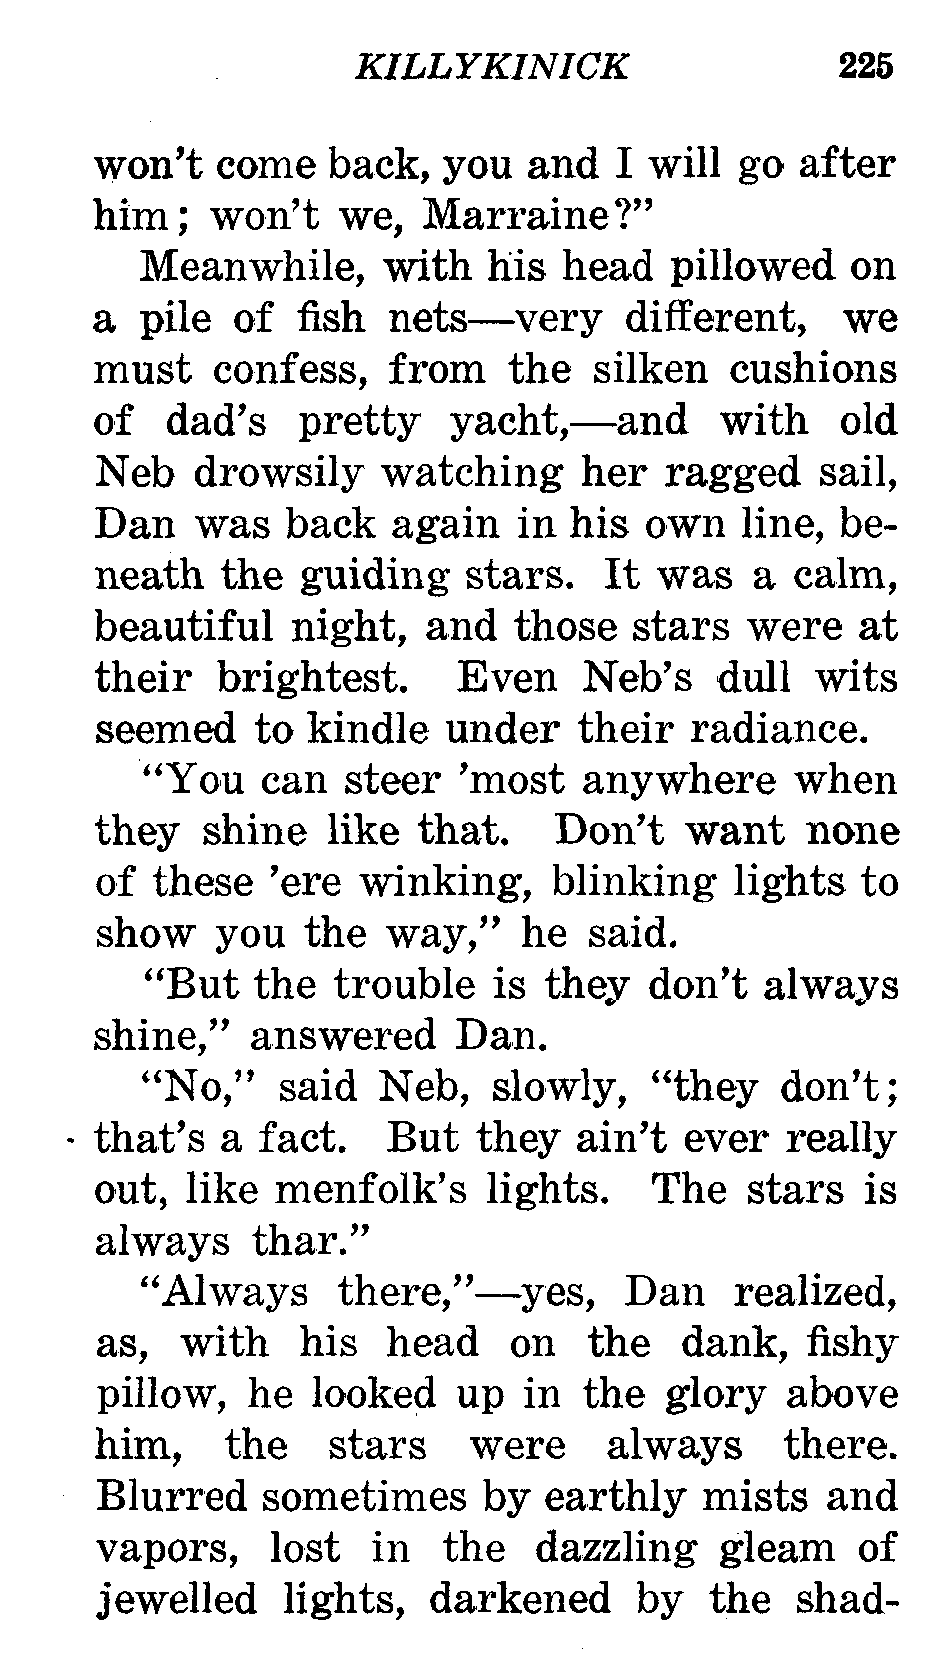 KILLYKINICK 225
won't come back, you and I will go after
him; won't we, Marraine?"
Meanwhile, with his head pillowed on
a pile of fish nets—very different, we
must confess, from the silken cushions
of dad's pretty yacht,—and with old
Neb drowsily watching her ragged sail,
Dan was back again in his own line, be-
neath the guiding stars. It was a calm,
beautiful night, and those stars were at
their brightest. Even Neb's dull wits
seemed to kindle under their radiance.
"You can steer 'most anywhere when
they shine like that. Don't want none
of these 'ere winking, blinking lights to
show you the way," he said.
"But the trouble is they don't always
shine," answered Dan.
"No," said Neb, slowly, "they don't;
that's a fact. But they ain't ever really
out, like menfolk's lights. The stars is
always thar."
"Always there,"—yes, Dan realized,
as, with his head on the dank, fishy
pillow, he looked up in the glory above
him, the stars were always there.
Blurred sometimes by earthly mists and
vapors, lost in the dazzling gleam of
jewelled lights, darkened by the shad-